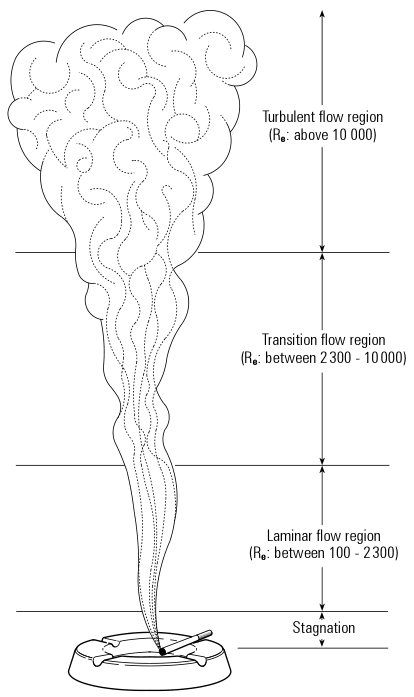 Turbulent flow region
(Re: above 10 000)
Transition flow region
(Re: between 2 300 - 10 000)
Laminar flow region
(Re: between 100 - 2 300)
Stagnation